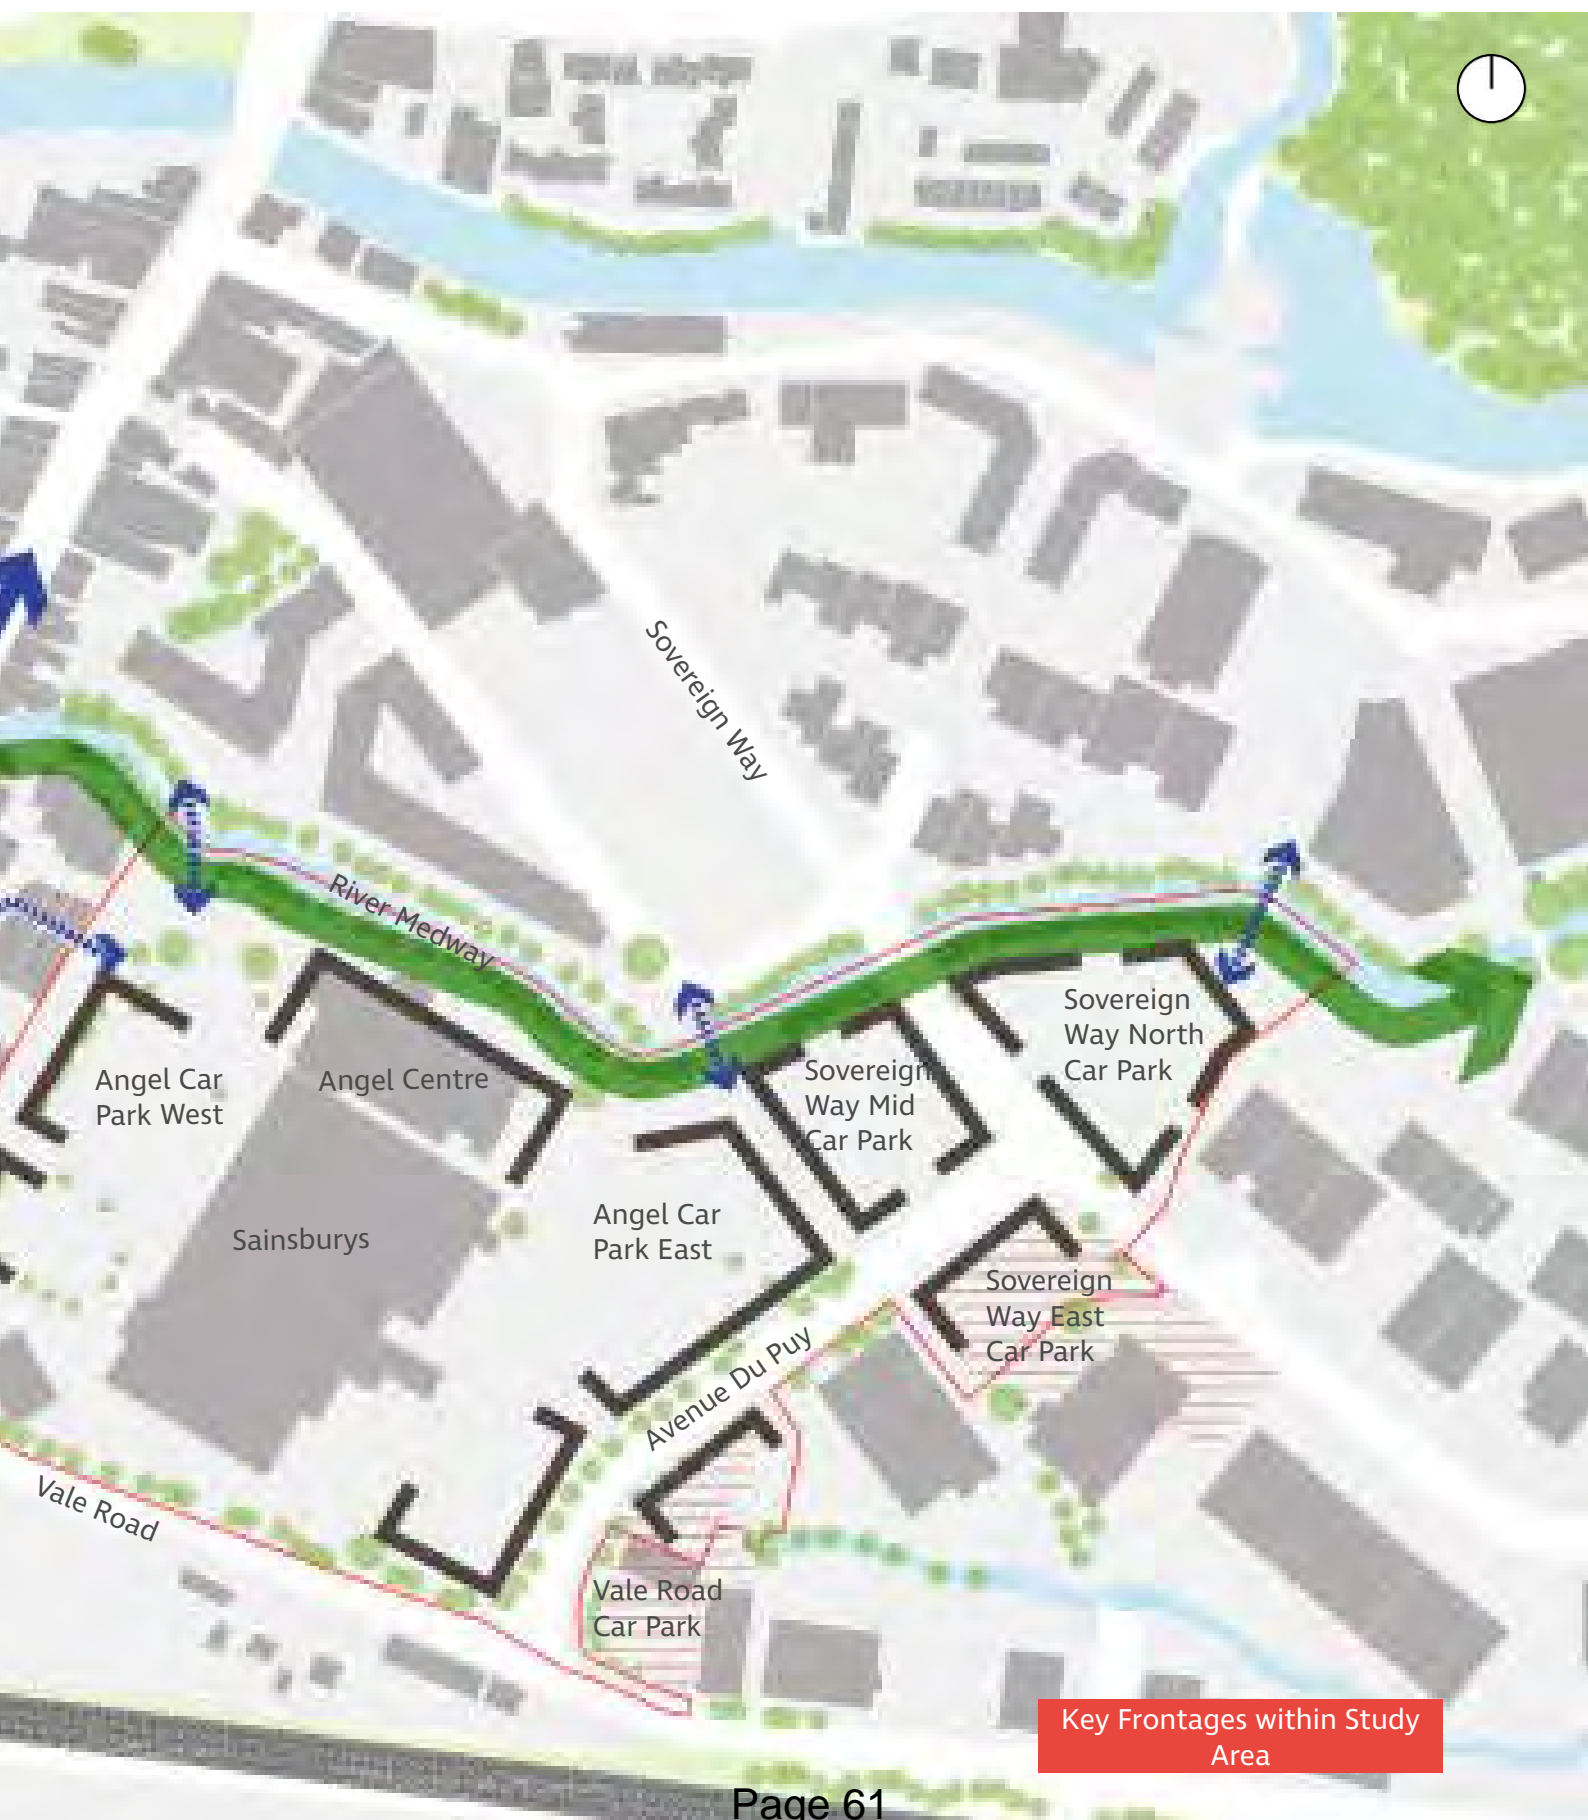 Sovereign Way
River Medway
Sovereign
Way North
Car Park
Angel Car
Park West
Angel Centre
Sovereign
Way Mid
Car Park
Angel Car
Park East
Sainsburys
Sovereign
Way East
Car Park
Avenue Du Puy
Vale Road
Vale Road
Car Park
Key Frontages within Study
Area
Page 61